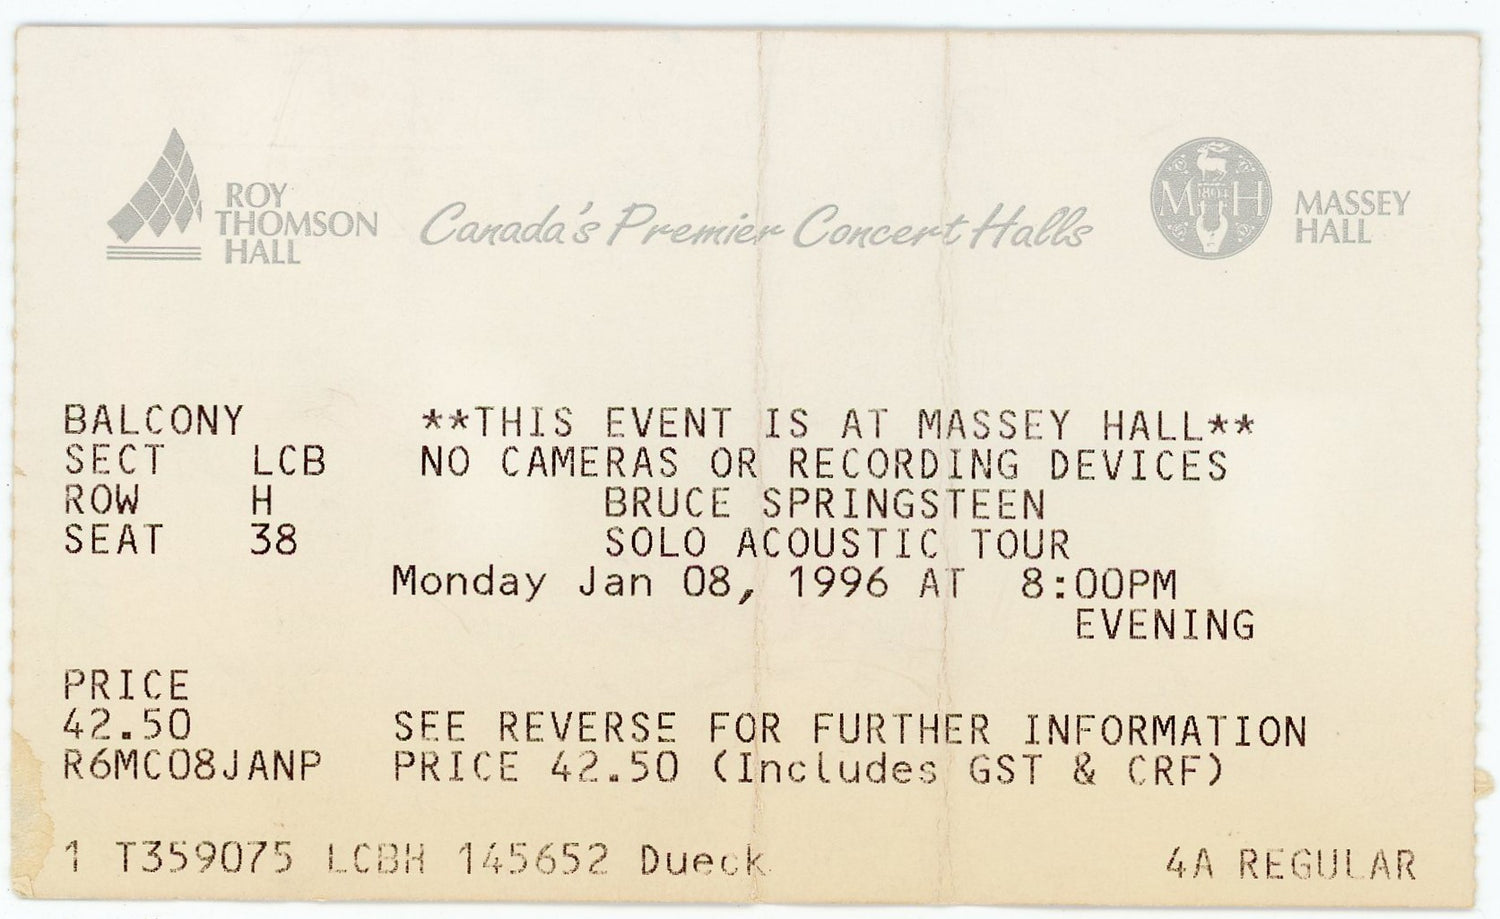 ROY
THOMSON
HALL
Canada's Premier Concert Halls
M 1894 H
MASSEY
HALL
BALCONY **THIS EVENT IS AT MASSEY HALL**
SECT LCB NO CAMERAS OR RECORDING DEVICES
ROW H BRUCE SPRINGSTEEN
SEAT 38 SOLO ACOUSTIC TOUR
Monday Jan 08, 1996 AT 8:00PM
EVENING
PRICE
42.50 SEE REVERSE FOR FURTHER INFORMATION
R6MC08JANP PRICE 42.50 (Includes GST & CRF)
1 T359075 LCBH 145652 Dueck 4A REGULAR